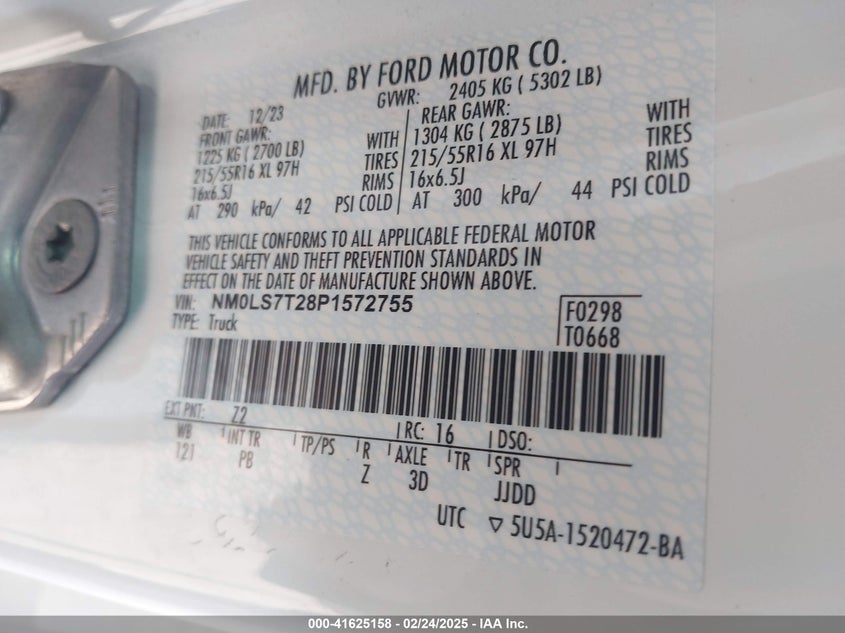 MFD. BY FORD MOTOR CO.
DATE: 12/23
GVWR: 2405 KG ( 5302 LB)
FRONT GAWR:
1225 KG ( 2700 LB) WITH
215/55R16 XL 97H TIRES
16x6.5J RIMS
AT 290 kPa/ 42 PSI COLD
REAR GAWR:
1304 KG ( 2875 LB) WITH
215/55R16 XL 97H TIRES
16x6.5J RIMS
AT 300 kPa/ 44 PSI COLD
THIS VEHICLE CONFORMS TO ALL APPLICABLE FEDERAL MOTOR
VEHICLE SAFETY AND THEFT PREVENTION STANDARDS IN
EFFECT ON THE DATE OF MANUFACTURE SHOWN ABOVE.
VIN: NM0LS7T28P1572755
TYPE: Truck
F0298
T0668
EXT PNT: Z2 RC: 16 DSO:
WB INT TR TP/PS R AXLE TR SPR
121 PB Z 3D JJDD
UTC ▽ 5U5A-1520472-BA
000-41625158 - 02/24/2025 - IAA Inc.